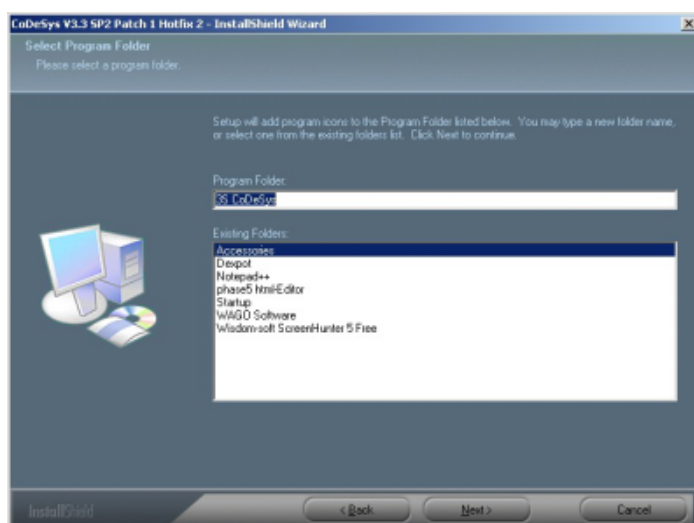 CoDeSys V3.3 SP2 Patch 1 Hotfix 2 - InstallShield Wizard
Select Program Folder
Please select a program folder.
Setup will add program icons to the Program Folder listed below. You may type a new folder name,
or select one from the existing folders list. Click Next to continue.
Program Folder:
3S CoDeSys
Existing Folders:
Accessories
Dexpot
Notepad++
phase5 html-Editor
Startup
WAGO Software
Wisdom-soft ScreenHunter 5 Free
InstallShield
< Back
Next >
Cancel